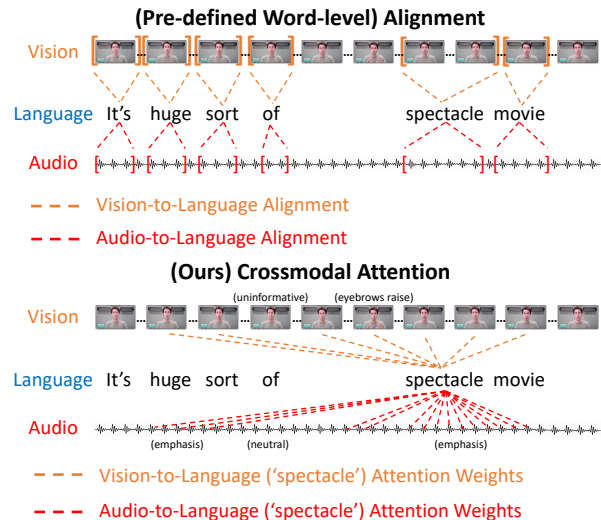 (Pre-defined Word-level) Alignment
Vision
Language It's huge sort of spectacle movie
Audio
Vision-to-Language Alignment
Audio-to-Language Alignment
(Ours) Crossmodal Attention
(uninformative) (eyebrows raise)
Vision
Language It's huge sort of spectacle movie
Audio
(emphasis) (neutral) (emphasis)
Vision-to-Language ('spectacle') Attention Weights
Audio-to-Language ('spectacle') Attention Weights